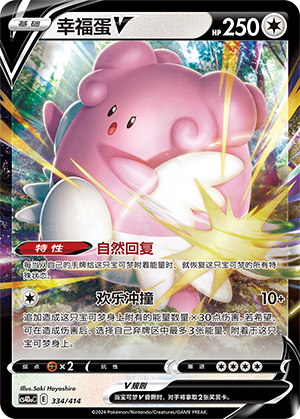 基础 幸福蛋V HP 250
特性 自然回复
每当从自己的手牌给这只宝可梦附着能量时，就恢复这只宝可梦的所有特
殊状态。
欢乐冲撞 10+
追加造成这只宝可梦身上附有的能量数量×30点伤害。若希望，
可在造成伤害后，选择自己弃牌区中最多3张能量，附着于这只
宝可梦身上。
弱点 ×2 抵抗 撤退
Illus.Saki Hayashiro
V规则
当宝可梦V昏厥时，对手将拿取2张奖赏卡。
E 334/414
©2024 Pokémon/Nintendo/Creatures/GAME FREAK.